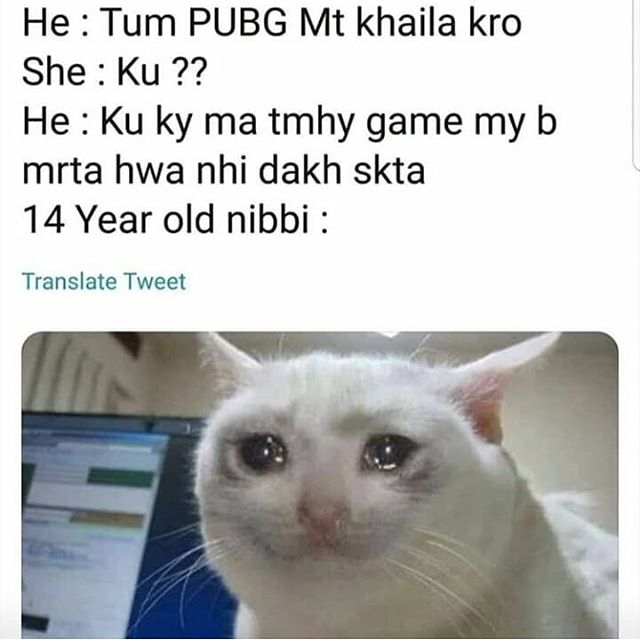 He : Tum PUBG Mt khaila kro
She : Ku ??
He : Ku ky ma tmhy game my b
mrta hwa nhi dakh skta
14 Year old nibbi :
Translate Tweet